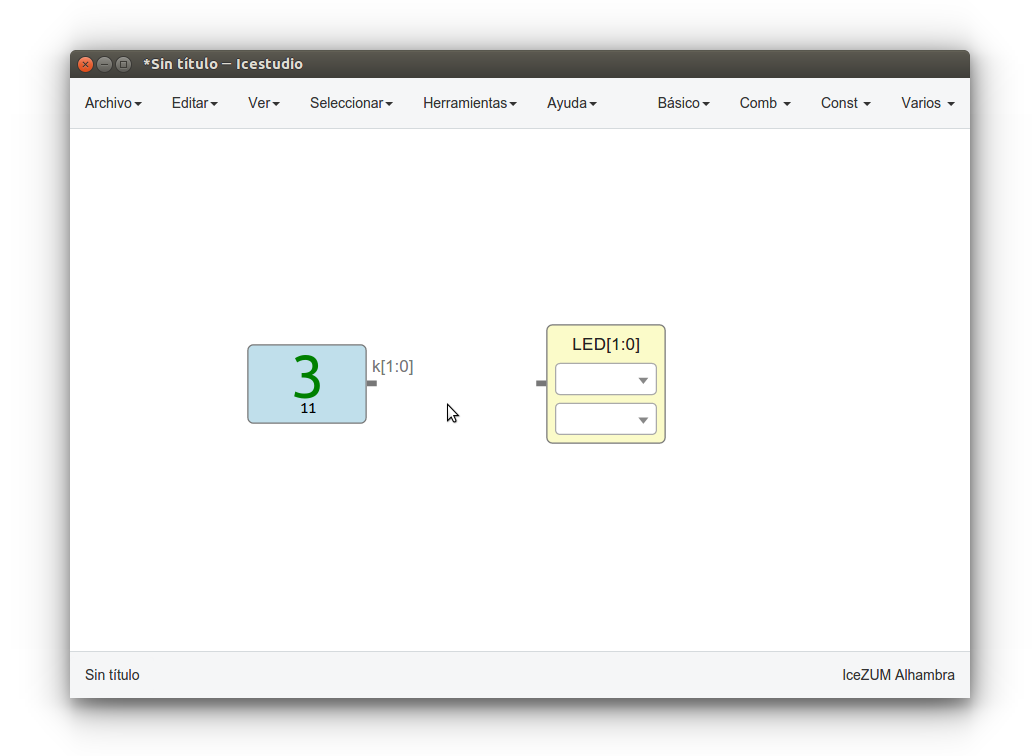 *Sin título — Icestudio
Archivo Editar Ver Seleccionar Herramientas Ayuda Básico Comb Const Varios
LED[1:0]
3
k[1:0]
11
Sin título
IceZUM Alhambra